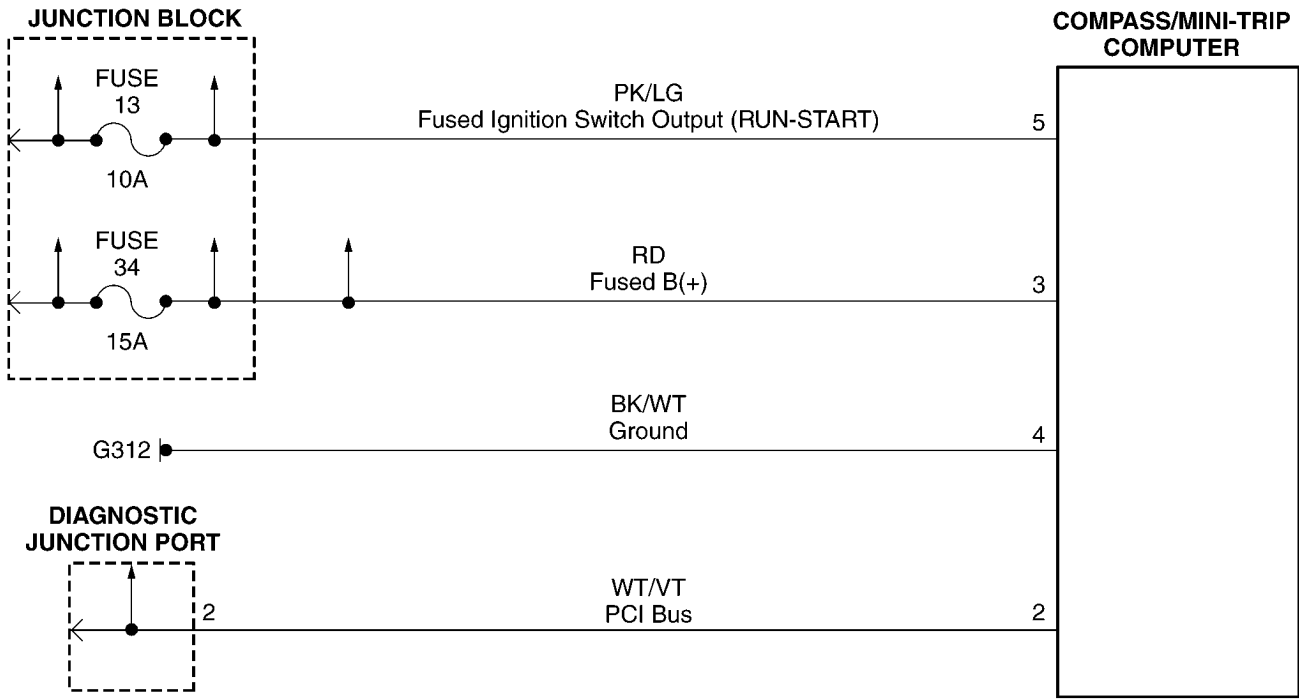 JUNCTION BLOCK
COMPASS/MINI-TRIP
COMPUTER
FUSE
13
10A
PK/LG
Fused Ignition Switch Output (RUN-START)
5
FUSE
34
15A
RD
Fused B(+)
3
G312
BK/WT
Ground
4
DIAGNOSTIC
JUNCTION PORT
2
WT/VT
PCI Bus
2